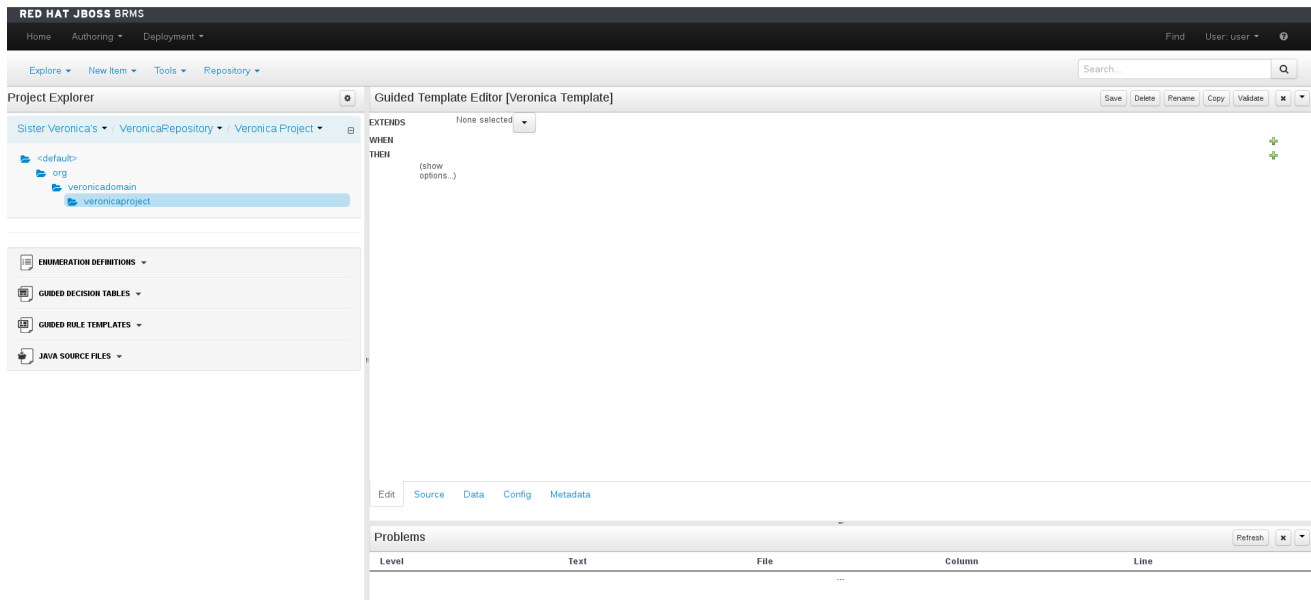 RED HAT JBOSS BRMS
Home Authoring Deployment Find User: user
Explore New Item Tools Repository Search...
Project Explorer
Sister Veronica's / VeronicaRepository / Veronica Project
<default>
org
veronicadomain
veronicaproject
ENUMERATION DEFINITIONS
GUIDED DECISION TABLES
GUIDED RULE TEMPLATES
JAVA SOURCE FILES
Guided Template Editor [Veronica Template] Save Delete Rename Copy Validate
EXTENDS None selected
WHEN
THEN
(show
options...)
Edit Source Data Config Metadata
Problems Refresh
Level Text File Column Line
...